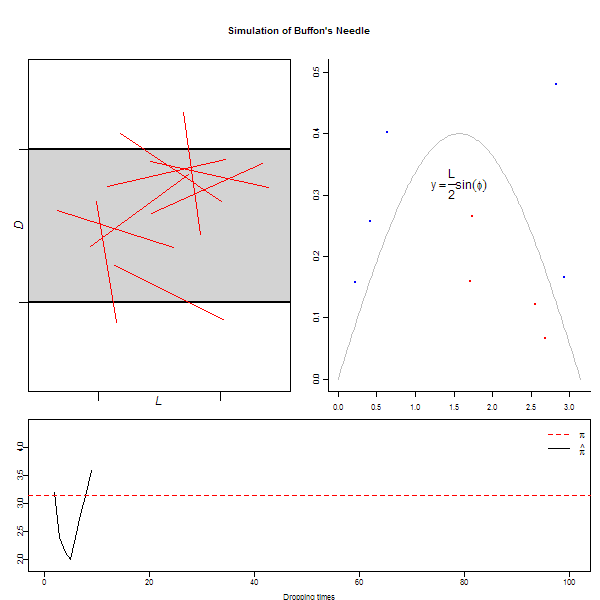 Simulation of Buffon's Needle
D
L
0.5
0.4
0.3
0.2
0.1
0.0
y = L/2 sin(ϕ)
0.0 0.5 1.0 1.5 2.0 2.5 3.0
4.0
3.5
3.0
2.5
2.0
π
π̂
0 20 40 60 80 100
Dropping times